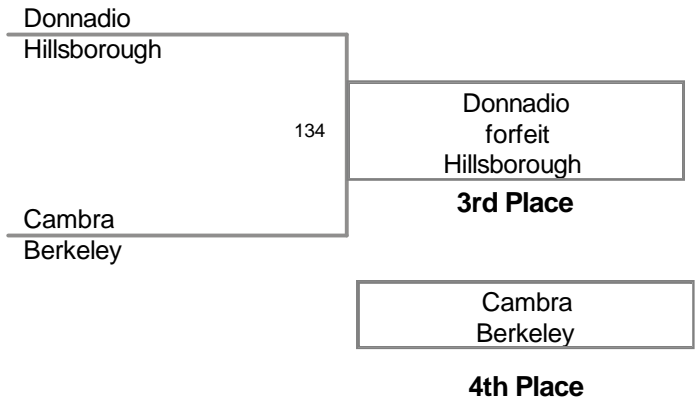 Donnadio
Hillsborough
134
Donnadio
forfeit
Hillsborough
3rd Place
Cambra
Berkeley
Cambra
Berkeley
4th Place